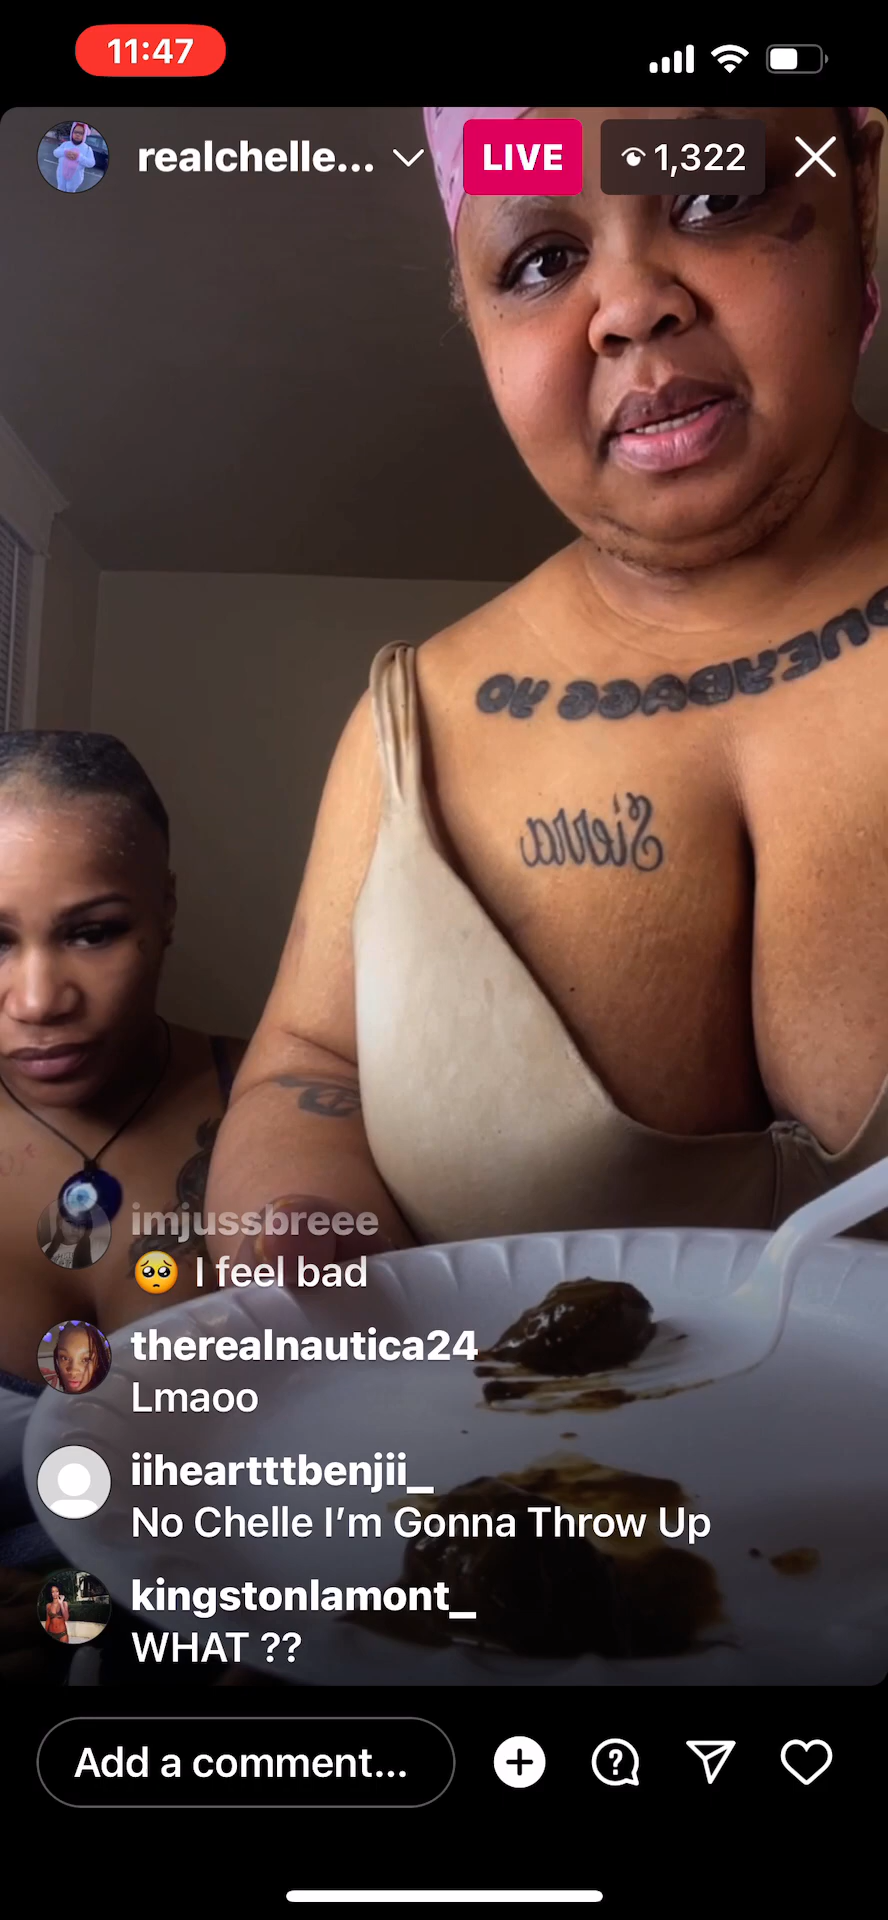 11:47
realchelle... LIVE 1,322
Sierra
imjussbreee
🥺 I feel bad
therealnautica24
Lmaoo
iiheartttbenjii_
No Chelle I'm Gonna Throw Up
kingstonlamont_
WHAT ??
Add a comment...